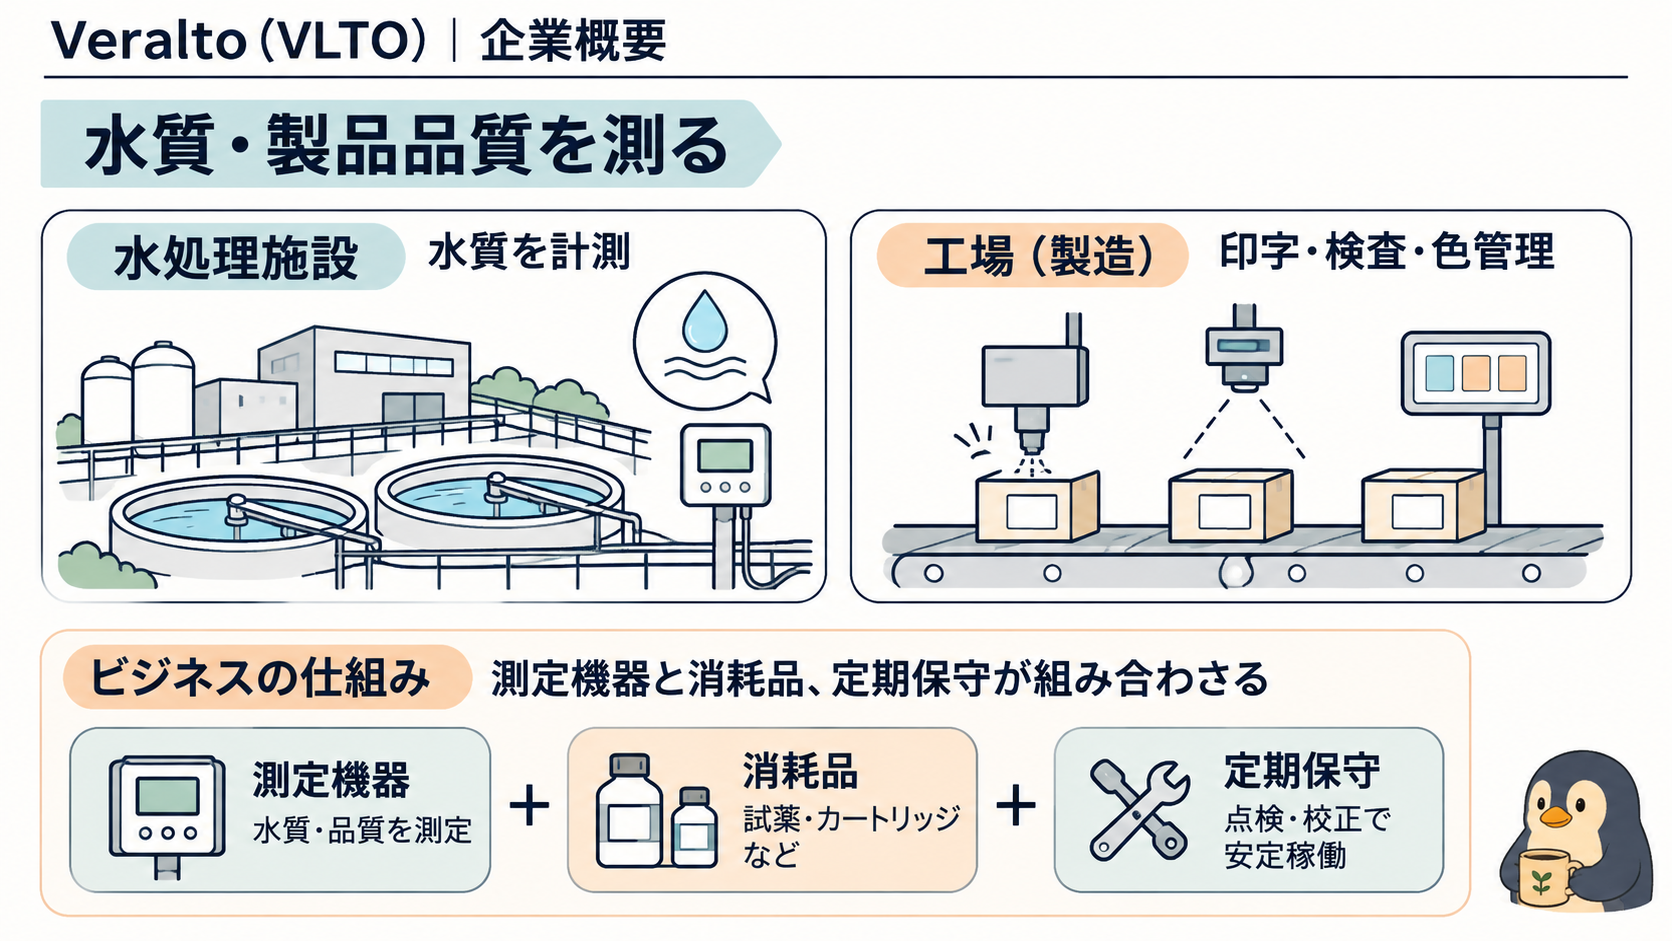 Veralto（VLTO）｜企業概要
水質・製品品質を測る
水処理施設
水質を計測
工場（製造）
印字・検査・色管理
ビジネスの仕組み
測定機器と消耗品、定期保守が組み合わさる
測定機器
水質・品質を測定
+
消耗品
試薬・カートリッジ
など
+
定期保守
点検・校正で
安定稼働